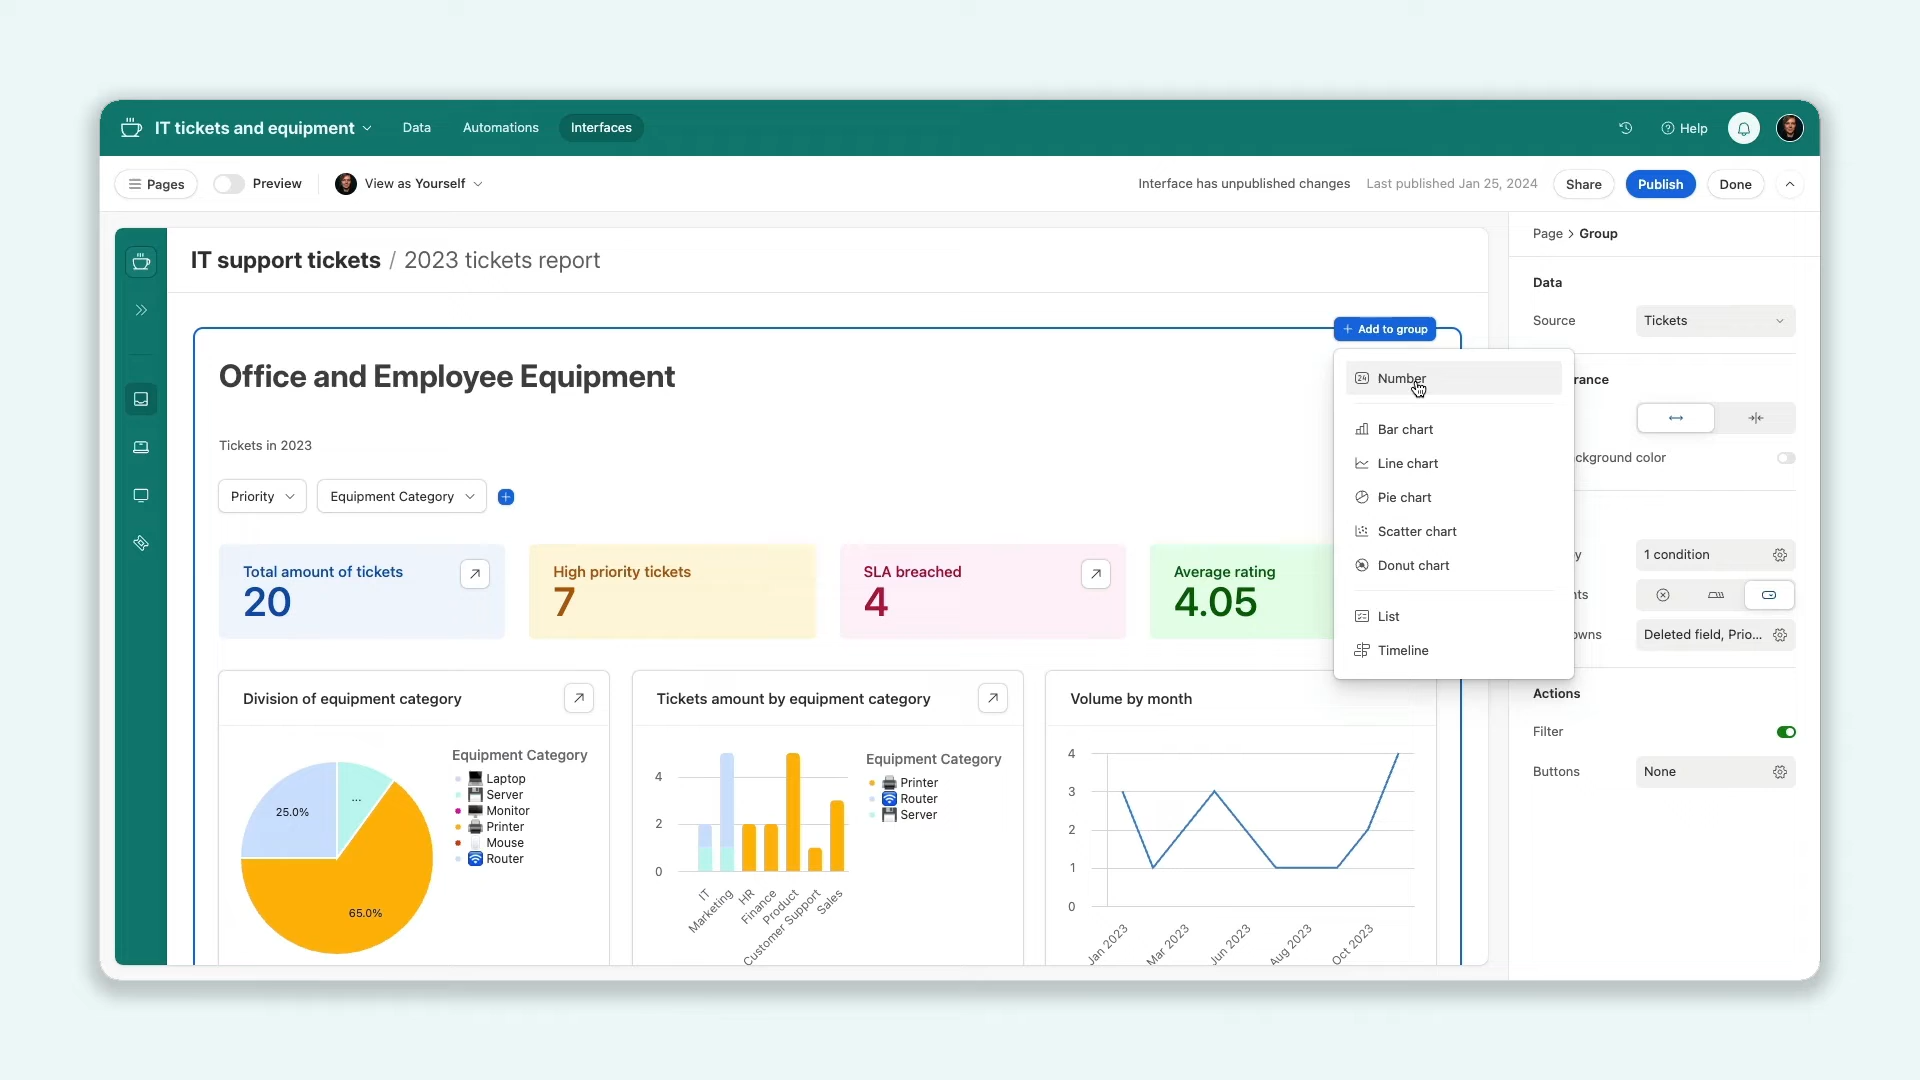 IT tickets and equipment
Data
Automations
Interfaces
Help
Pages
Preview
View as Yourself
Interface has unpublished changes
Last published Jan 25, 2024
Share
Publish
Done
IT support tickets / 2023 tickets report
Page > Group
Data
Source
Tickets
+ Add to group
Office and Employee Equipment
24 Number
Bar chart
Line chart
Pie chart
Scatter chart
Donut chart
List
Timeline
rance
ckground color
y
1 condition
nts
owns
Deleted field, Prio...
Actions
Filter
Buttons
None
Tickets in 2023
Priority
Equipment Category
Total amount of tickets
20
High priority tickets
7
SLA breached
4
Average rating
4.05
Division of equipment category
Equipment Category
Laptop
Server
Monitor
Printer
Mouse
Router
25.0%
...
65.0%
Tickets amount by equipment category
4
2
0
IT
Marketing
HR
Finance
Product
Customer Support
Sales
Equipment Category
Printer
Router
Server
Volume by month
4
3
2
1
0
Jan 2023
Mar 2023
Jun 2023
Aug 2023
Oct 2023